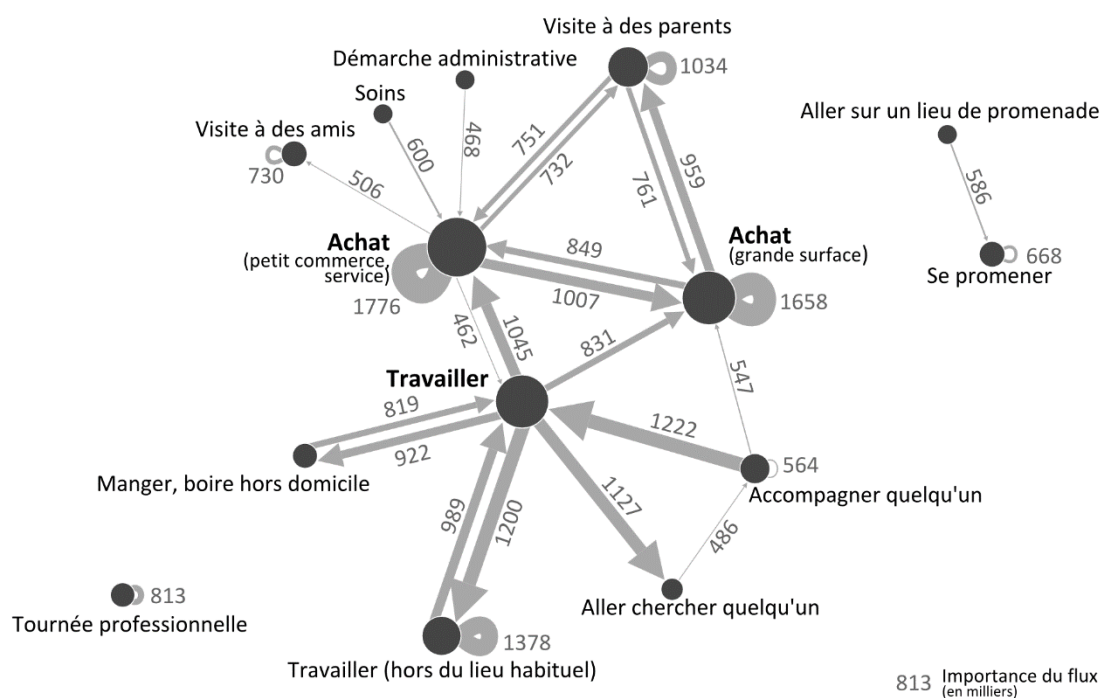 Visite à des parents
1034
Démarche administrative
Soins
Visite à des amis
730
506
600
468
751
732
761
959
Aller sur un lieu de promenade
586
668
Se promener
Achat
(petit commerce,
service)
1776
849
1007
Achat
(grande surface)
1658
462
1045
831
547
Travailler
819
922
Manger, boire hors domicile
1222
564
Accompagner quelqu'un
1127
486
989
1200
Aller chercher quelqu'un
813
Tournée professionnelle
1378
Travailler (hors du lieu habituel)
813 Importance du flux
(en milliers)